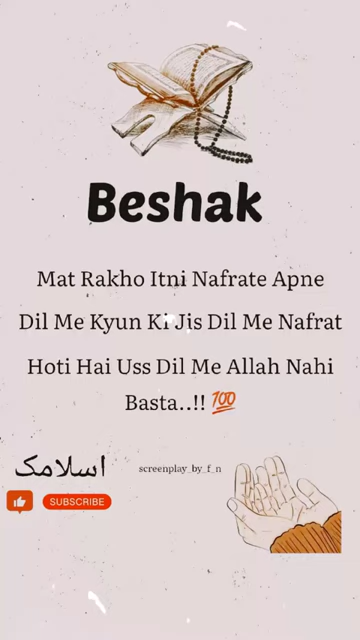 Beshak
Mat Rakho Itni Nafrate Apne
Dil Me Kyun Ki Jis Dil Me Nafrat
Hoti Hai Uss Dil Me Allah Nahi
Basta..!! 💯
اسلامک
screenplay_by_f_n
SUBSCRIBE